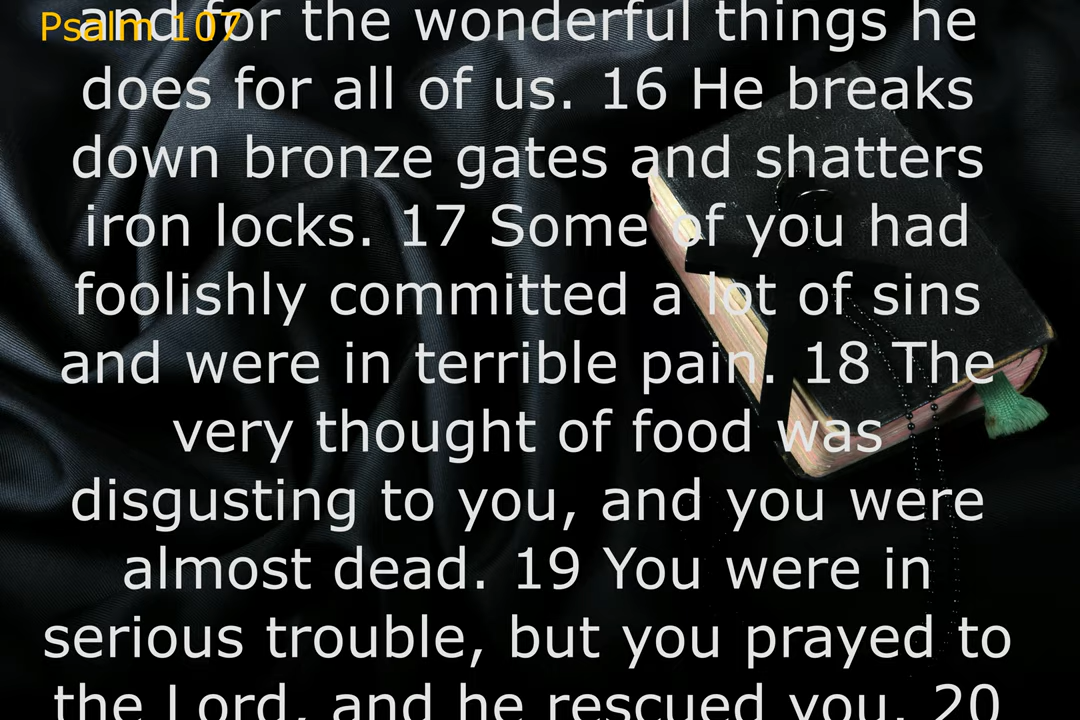 Psalm 107
and for the wonderful things he
does for all of us. 16 He breaks
down bronze gates and shatters
iron locks. 17 Some of you had
foolishly committed a lot of sins
and were in terrible pain. 18 The
very thought of food was
disgusting to you, and you were
almost dead. 19 You were in
serious trouble, but you prayed to
the Lord, and he rescued you. 20